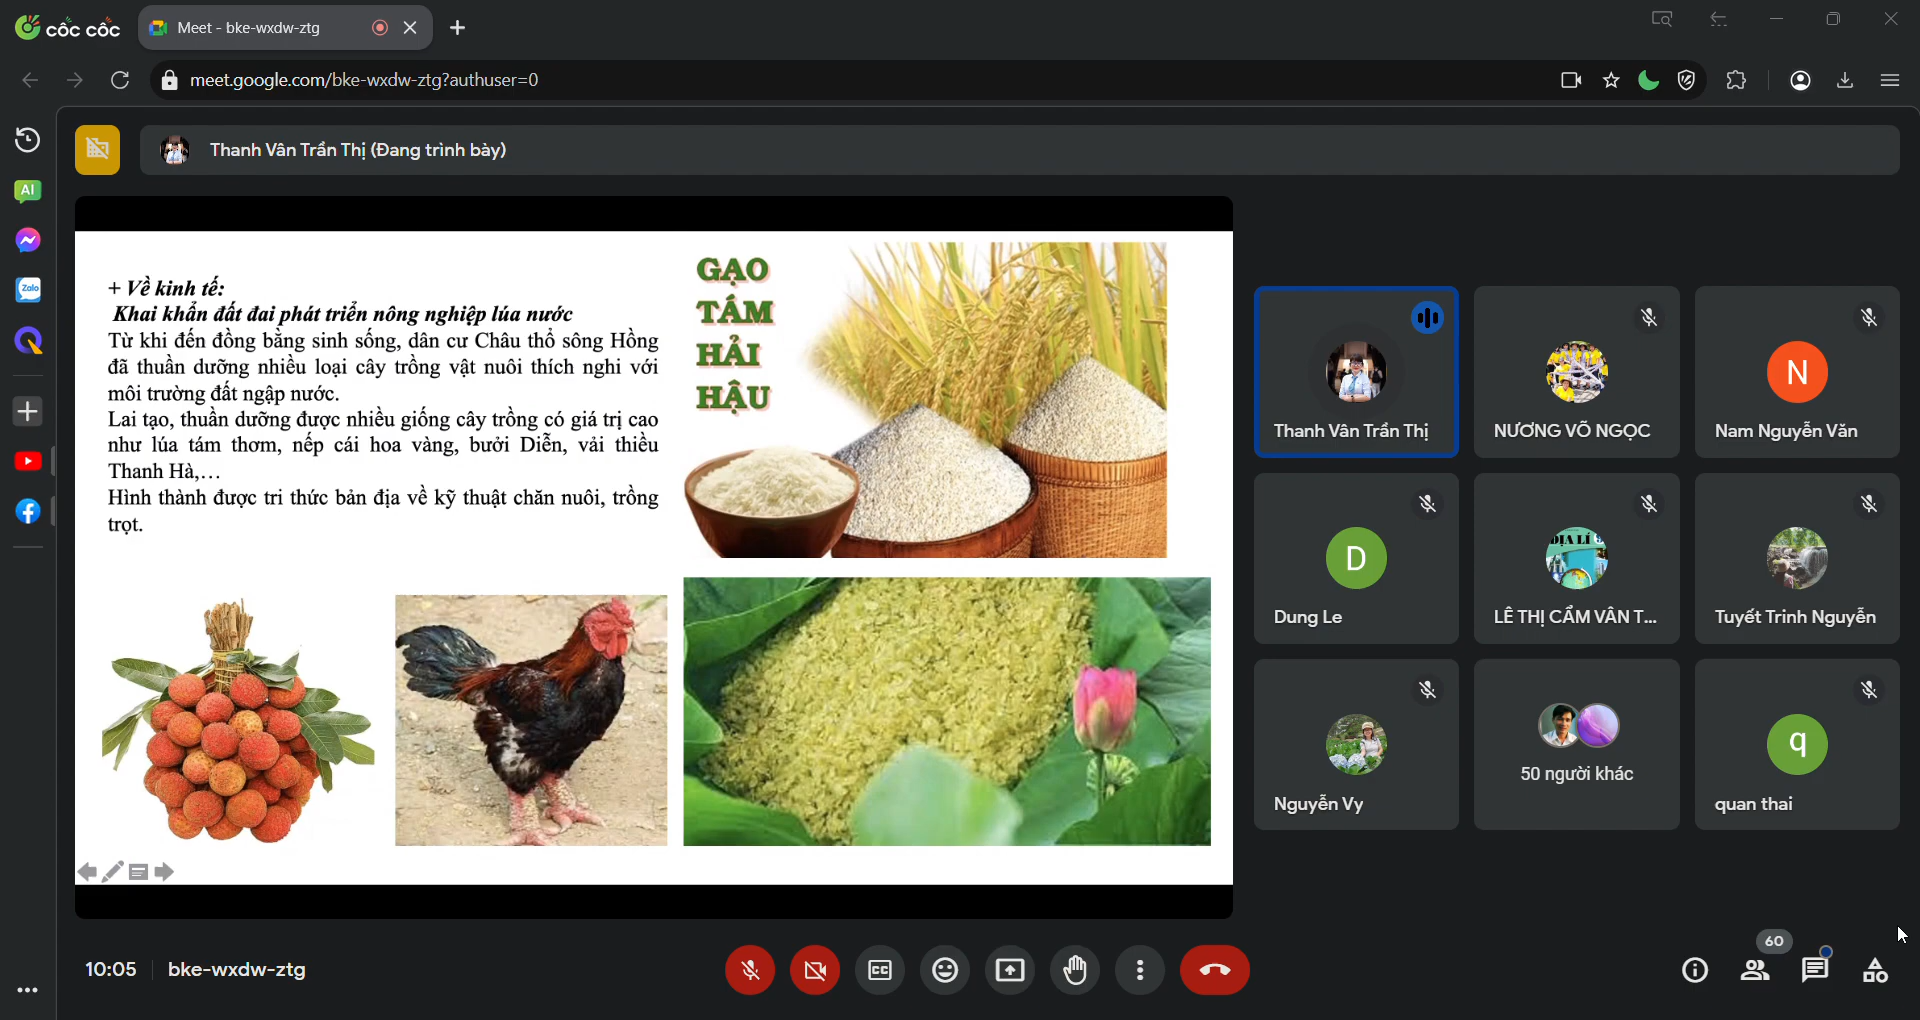 cốc cốc
Meet - bke-wxdw-ztg
meet.google.com/bke-wxdw-ztg?authuser=0
AI
Thanh Vân Trần Thị (Đang trình bày)
Zalo
+ Về kinh tế:
Khai khẩn đất đai phát triển nông nghiệp lúa nước
Từ khi đến đồng bằng sinh sống, dân cư Châu thổ sông Hồng
đã thuần dưỡng nhiều loại cây trồng vật nuôi thích nghi với
môi trường đất ngập nước.
Lai tạo, thuần dưỡng được nhiều giống cây trồng có giá trị cao
như lúa tám thơm, nếp cái hoa vàng, bưởi Diễn, vải thiều
Thanh Hà,…
Hình thành được tri thức bản địa về kỹ thuật chăn nuôi, trồng
trọt.
GẠO
TÁM
HẢI
HẬU
Thanh Vân Trần Thị
NƯƠNG VÕ NGỌC
N
Nam Nguyễn Văn
D
Dung Le
ĐỊA LÍ
LÊ THỊ CẨM VÂN T...
Tuyết Trinh Nguyễn
Nguyễn Vy
50 người khác
q
quan thai
10:05
bke-wxdw-ztg
CC
60